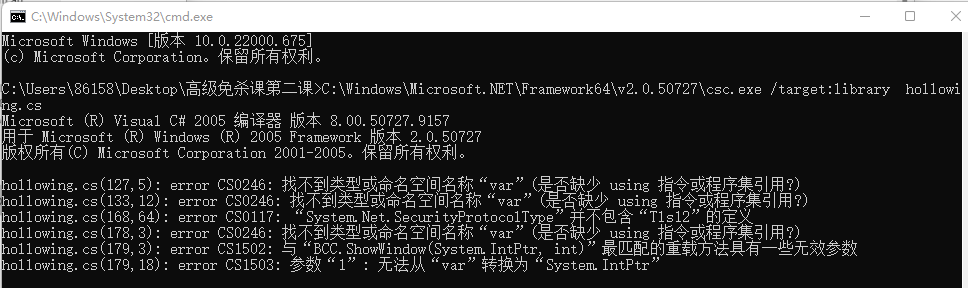 C:\Windows\System32\cmd.exe
Microsoft Windows [版本 10.0.22000.675]
(c) Microsoft Corporation。保留所有权利。
C:\Users\86158\Desktop\高级免杀课第二课>C:\Windows\Microsoft.NET\Framework64\v2.0.50727\csc.exe /target:library  hollowi
ng.cs
Microsoft (R) Visual C# 2005 编译器 版本 8.00.50727.9157
用于 Microsoft (R) Windows (R) 2005 Framework 版本 2.0.50727
版权所有(C) Microsoft Corporation 2001-2005。保留所有权利。
hollowing.cs(127,5): error CS0246: 找不到类型或命名空间名称“var”(是否缺少 using 指令或程序集引用?)
hollowing.cs(133,12): error CS0246: 找不到类型或命名空间名称“var”(是否缺少 using 指令或程序集引用?)
hollowing.cs(168,64): error CS0117: “System.Net.SecurityProtocolType”并不包含“Tls12”的定义
hollowing.cs(178,3): error CS0246: 找不到类型或命名空间名称“var”(是否缺少 using 指令或程序集引用?)
hollowing.cs(179,3): error CS1502: 与“BCC.ShowWindow(System.IntPtr, int)”最匹配的重载方法具有一些无效参数
hollowing.cs(179,18): error CS1503: 参数“1”: 无法从“var”转换为“System.IntPtr”